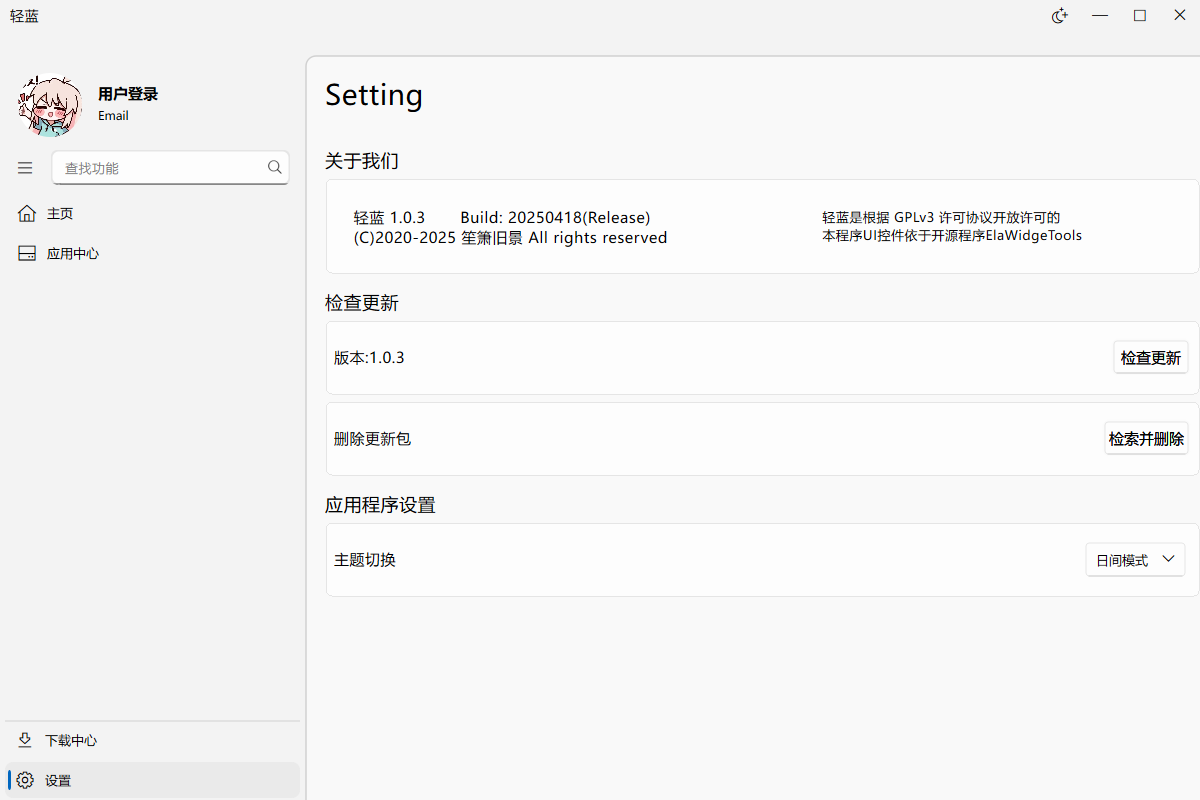 轻蓝
用户登录
Email
查找功能
主页
应用中心
下载中心
设置
Setting
关于我们
轻蓝 1.0.3 Build: 20250418(Release)
(C)2020-2025 笙箫旧景 All rights reserved
轻蓝是根据 GPLv3 许可协议开放许可的
本程序UI控件依于开源程序ElaWidgeTools
检查更新
版本:1.0.3
检查更新
删除更新包
检索并删除
应用程序设置
主题切换
日间模式